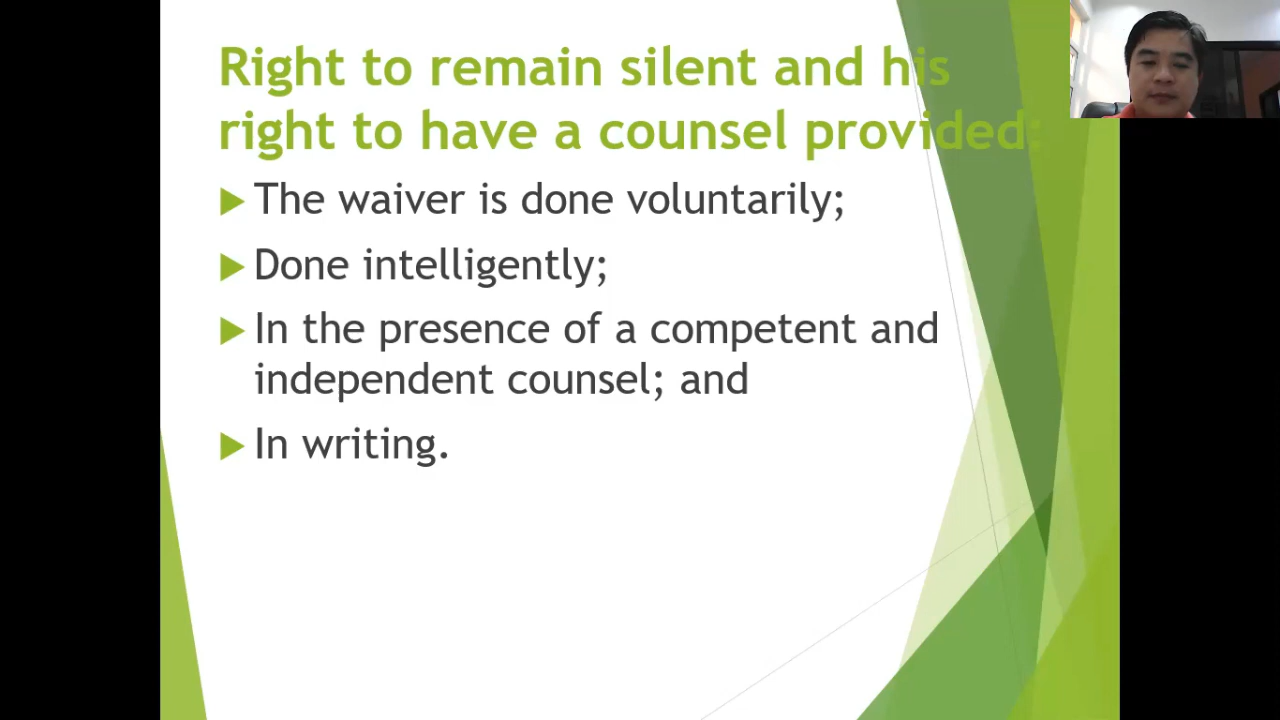 Right to remain silent and his
right to have a counsel provided:
The waiver is done voluntarily;
Done intelligently;
In the presence of a competent and
independent counsel; and
In writing.